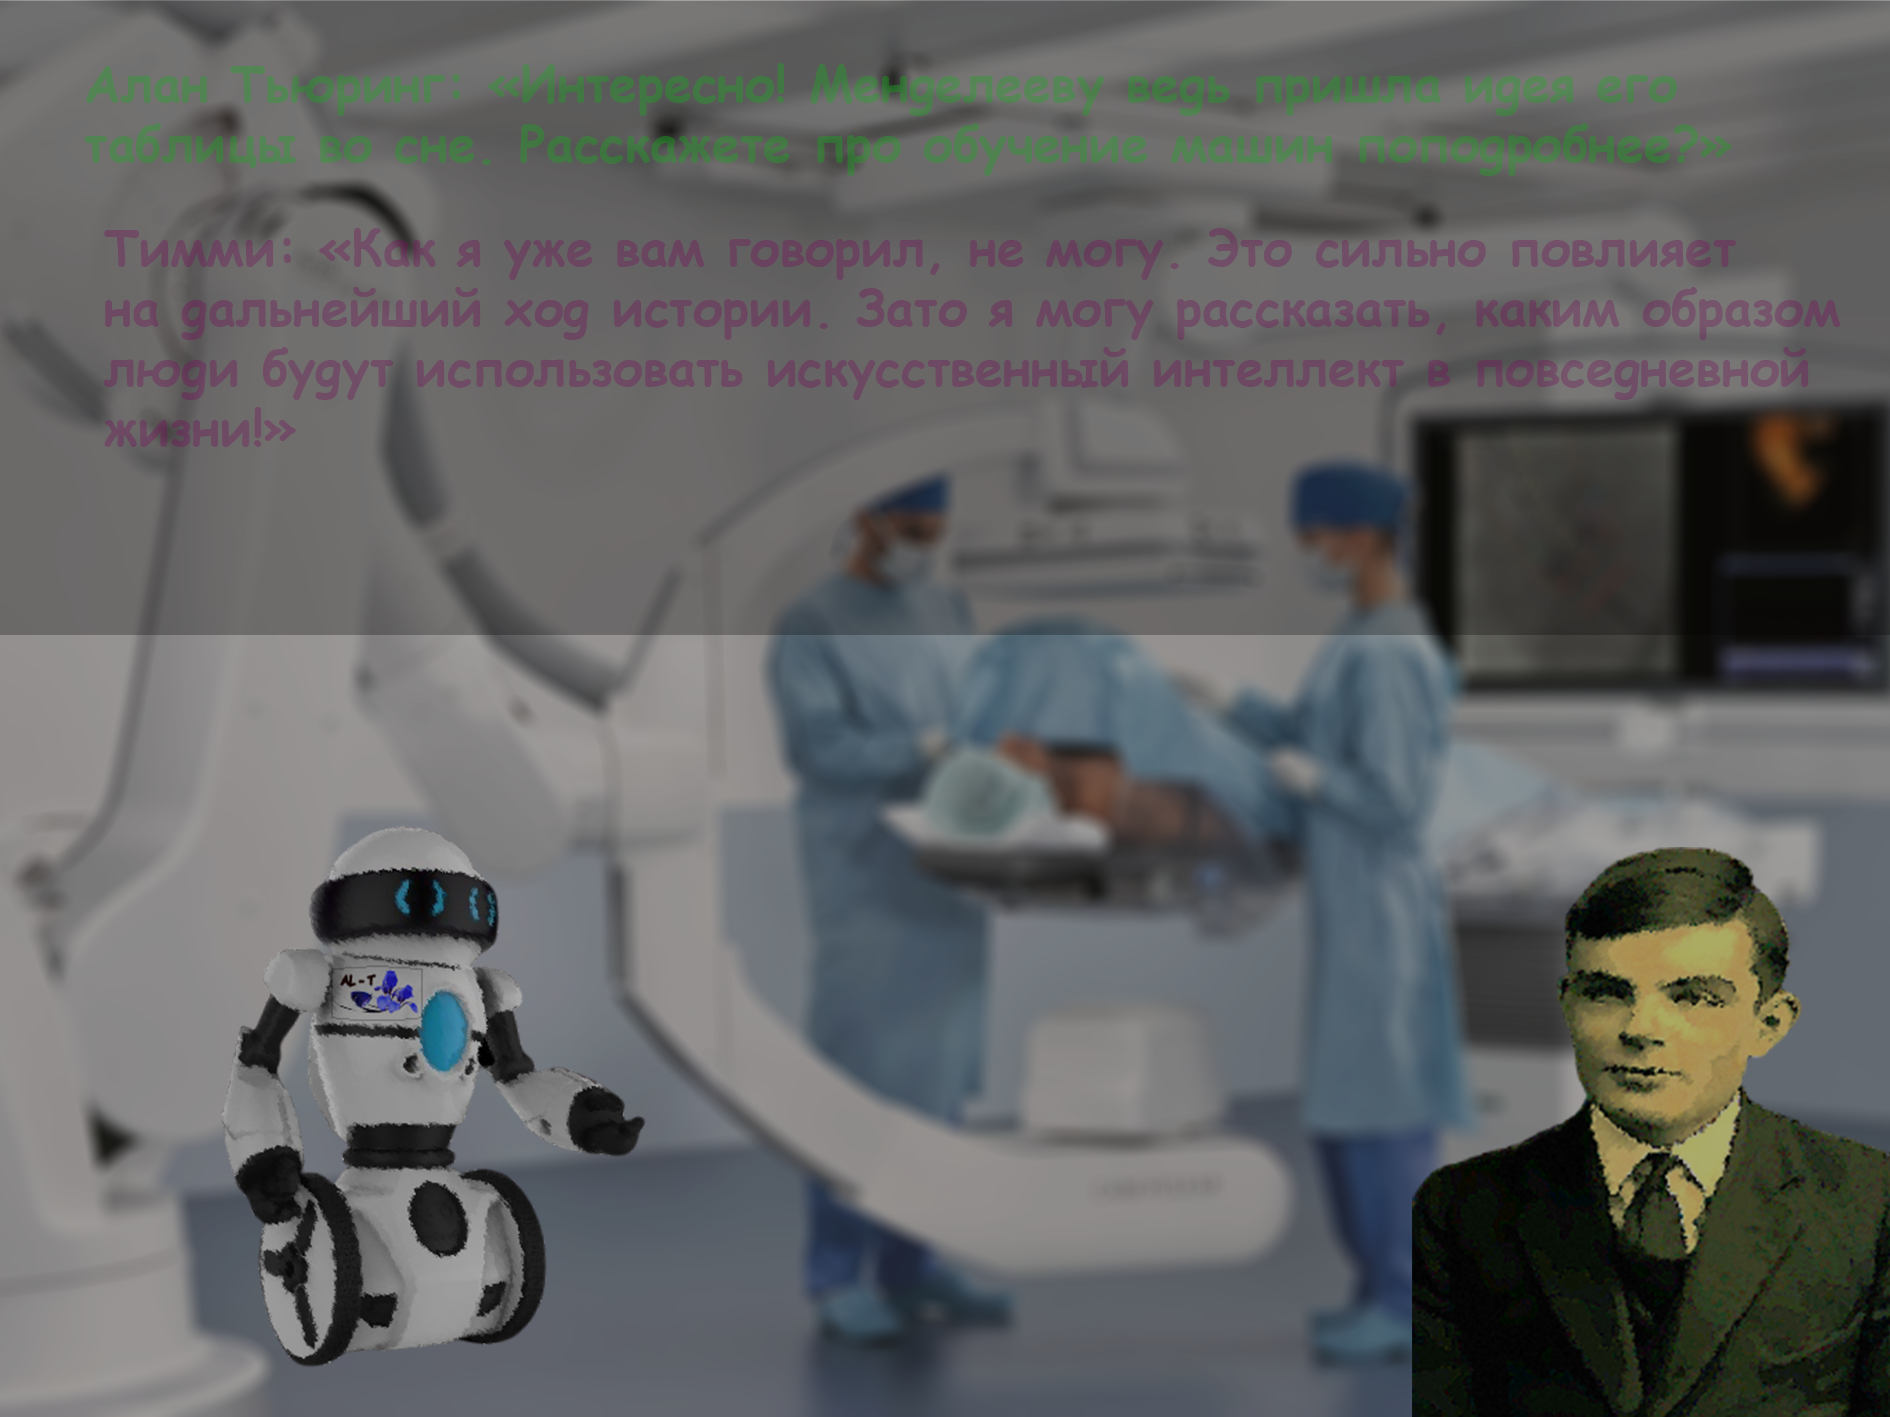 Алан Тьюринг: «Интересно! Менделееву ведь пришла идея его
таблицы во сне. Расскажете про обучение машин поподробнее?»
Тимми: «Как я уже вам говорил, не могу. Это сильно повлияет
на дальнейший ход истории. Зато я могу рассказать, каким образом
люди будут использовать искусственный интеллект в повседневной
жизни!»
AL-T